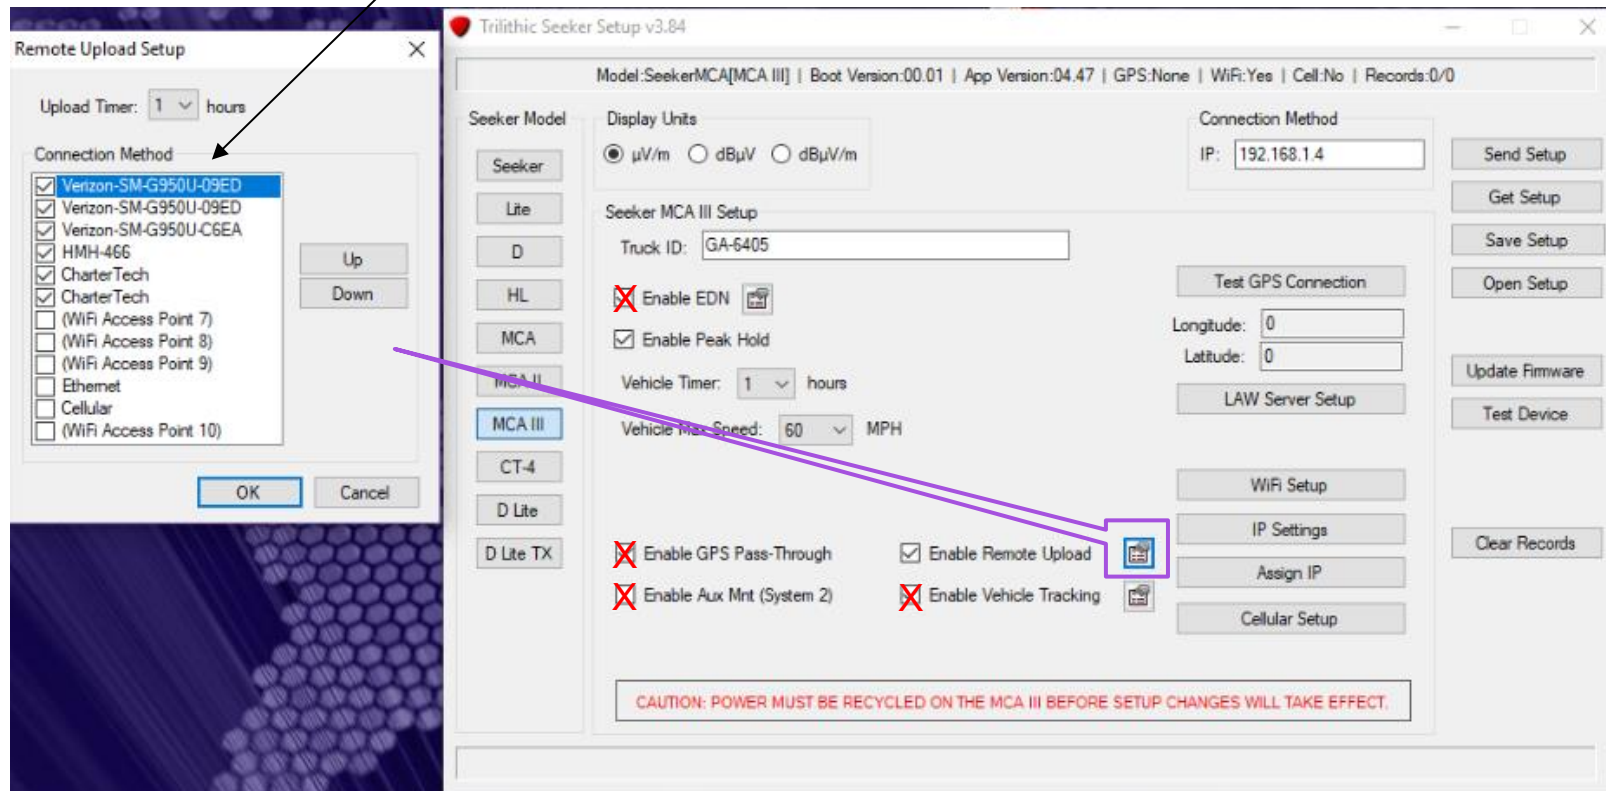 Remote Upload Setup
Upload Timer: 1 hours
Connection Method
Verizon-SM-G950U-09ED
Verizon-SM-G950U-09ED
Verizon-SM-G950U-C6EA
HMH-466
CharterTech
CharterTech
(WiFi Access Point 7)
(WiFi Access Point 8)
(WiFi Access Point 9)
Ethernet
Cellular
(WiFi Access Point 10)
Up
Down
OK
Cancel
Trilithic Seeker Setup v3.84
Model:SeekerMCA[MCA III] | Boot Version:00.01 | App Version:04.47 | GPS:None | WiFi:Yes | Cell:No | Records:0/0
Seeker Model
Seeker
Lite
D
HL
MCA
MCA II
MCA III
CT-4
D Lite
D Lite TX
Display Units
µV/m
dBµV
dBµV/m
Connection Method
IP: 192.168.1.4
Seeker MCA III Setup
Truck ID: GA-6405
X Enable EDN
Enable Peak Hold
Vehicle Timer: 1 hours
Vehicle Max Speed: 60 MPH
X Enable GPS Pass-Through
Enable Remote Upload
X Enable Aux Mnt (System 2)
X Enable Vehicle Tracking
Test GPS Connection
Longitude: 0
Latitude: 0
LAW Server Setup
WiFi Setup
IP Settings
Assign IP
Cellular Setup
CAUTION: POWER MUST BE RECYCLED ON THE MCA III BEFORE SETUP CHANGES WILL TAKE EFFECT.
Send Setup
Get Setup
Save Setup
Open Setup
Update Firmware
Test Device
Clear Records